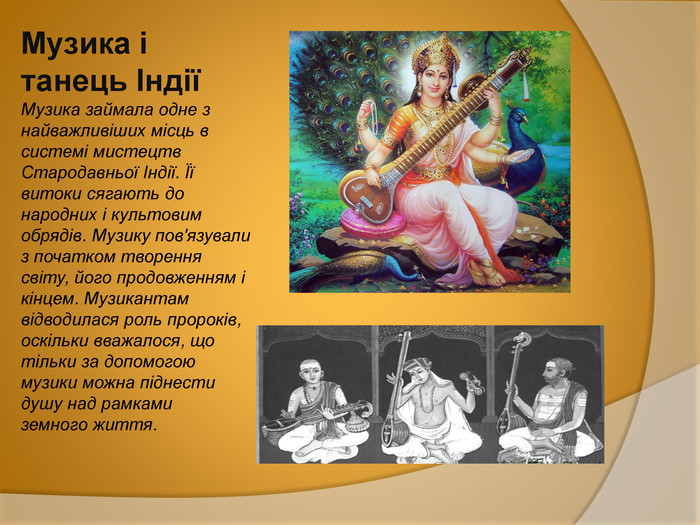 Музика і
танець Індії
Музика займала одне з
найважливіших місць в
системі мистецтв
Стародавньої Індії. Її
витоки сягають до
народних і культовим
обрядів. Музику пов'язували
з початком творення
світу, його продовженням і
кінцем. Музикантам
відводилася роль пророків,
оскільки вважалося, що
тільки за допомогою
музики можна піднести
душу над рамками
земного життя.